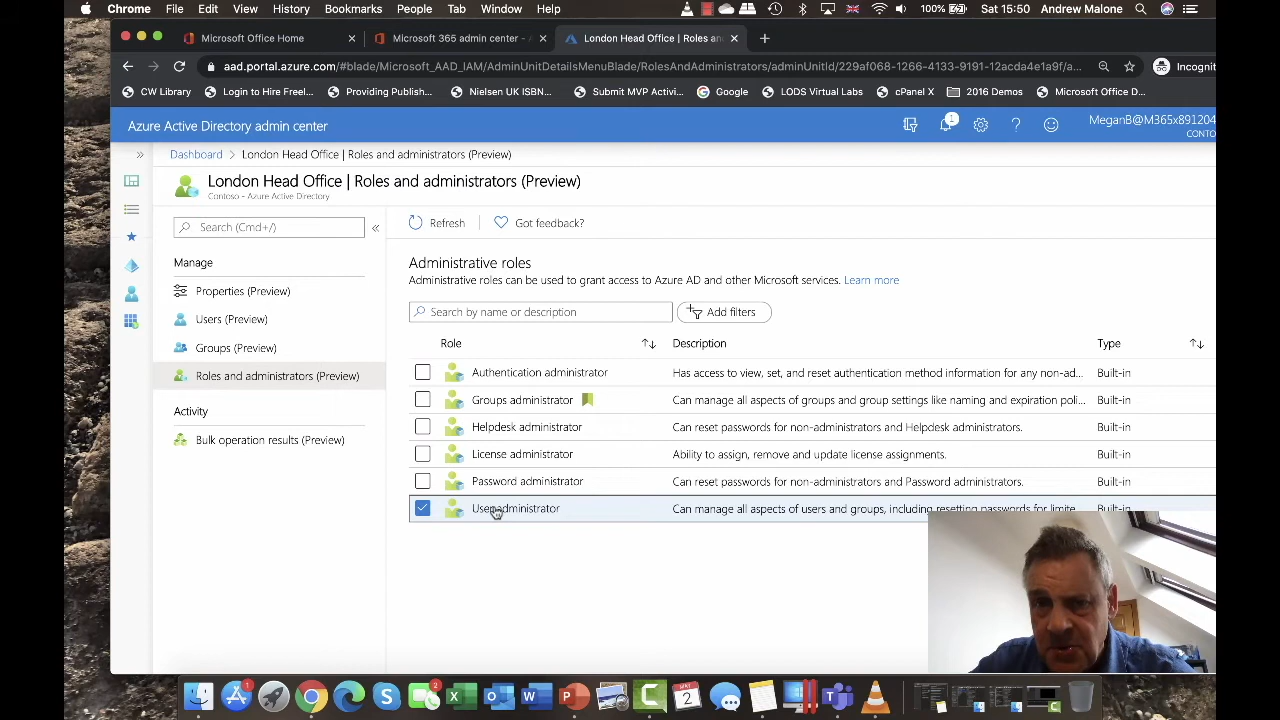 Chrome File Edit View History Bookmarks People Tab Window Help 100% Sat 15:50 Andrew Malone
Microsoft Office Home
Microsoft 365 admin center -
London Head Office | Roles and
aad.portal.azure.com/#blade/Microsoft_AAD_IAM/AdminUnitDetailsMenuBlade/RolesAndAdministrators/adminUnitId/229af068-1266-4133-9191-12acda4e1a9f/a...
Incognit
CW Library Login to Hire Freel... Providing Publish... Nielsen UK ISBN... Submit MVP Activi... Google LODS Virtual Labs cPanel X 2016 Demos Microsoft Office D...
Azure Active Directory admin center
1
MeganB@M365x891204
CONTO
Dashboard > London Head Office | Roles and administrators (Preview)
London Head Office | Roles and administrators (Preview)
Contoso - Azure Active Directory
Search (Cmd+/)
Manage
Properties (Preview)
Users (Preview)
Groups (Preview)
Roles and administrators (Preview)
Activity
Bulk operation results (Preview)
Refresh
Got feedback?
Administrative roles
Administrative roles can be used to grant access to Azure AD and other Microsoft services. Learn more
Search by name or description
Add filters
Role Description Type
Authentication administrator Has access to view, set, and reset authentication method information for any non-ad... Built-in
Groups administrator Can manage all aspects of groups and group settings like naming and expiration poli... Built-in
Helpdesk administrator Can reset passwords for non-administrators and Helpdesk administrators. Built-in
License administrator Ability to assign, remove and update license assignments. Built-in
Password administrator Can reset passwords for non-administrators and Password administrators. Built-in
User administrator Can manage all aspects of users and groups, including resetting passwords for limite... Built-in
1
2
2